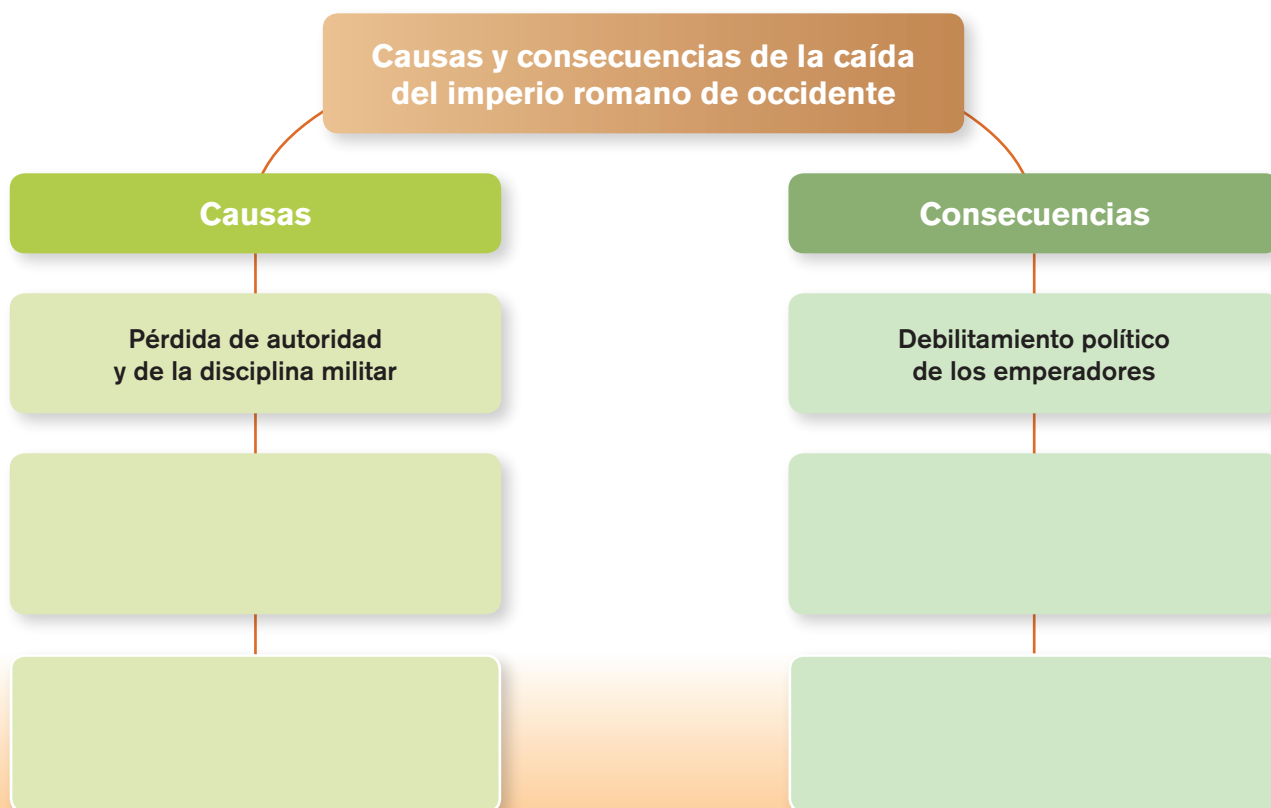 Causas y consecuencias de la caída
del imperio romano de occidente
Causas
Consecuencias
Pérdida de autoridad
y de la disciplina militar
Debilitamiento político
de los emperadores